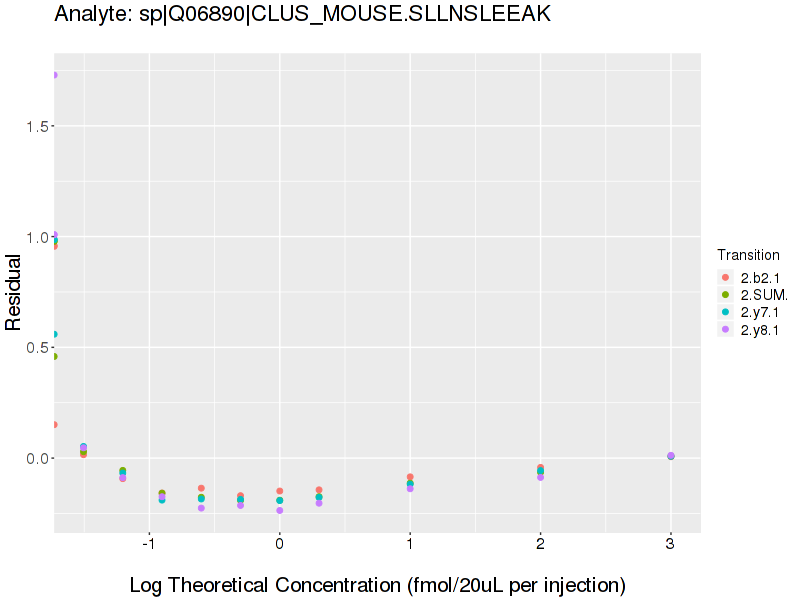 Analyte: sp|Q06890|CLUS_MOUSE.SLLNSLEEAK
1.5
1.0
0.5
0.0
Residual
-1
0
1
2
3
Log Theoretical Concentration (fmol/20uL per injection)
Transition
2.b2.1
2.SUM.
2.y7.1
2.y8.1